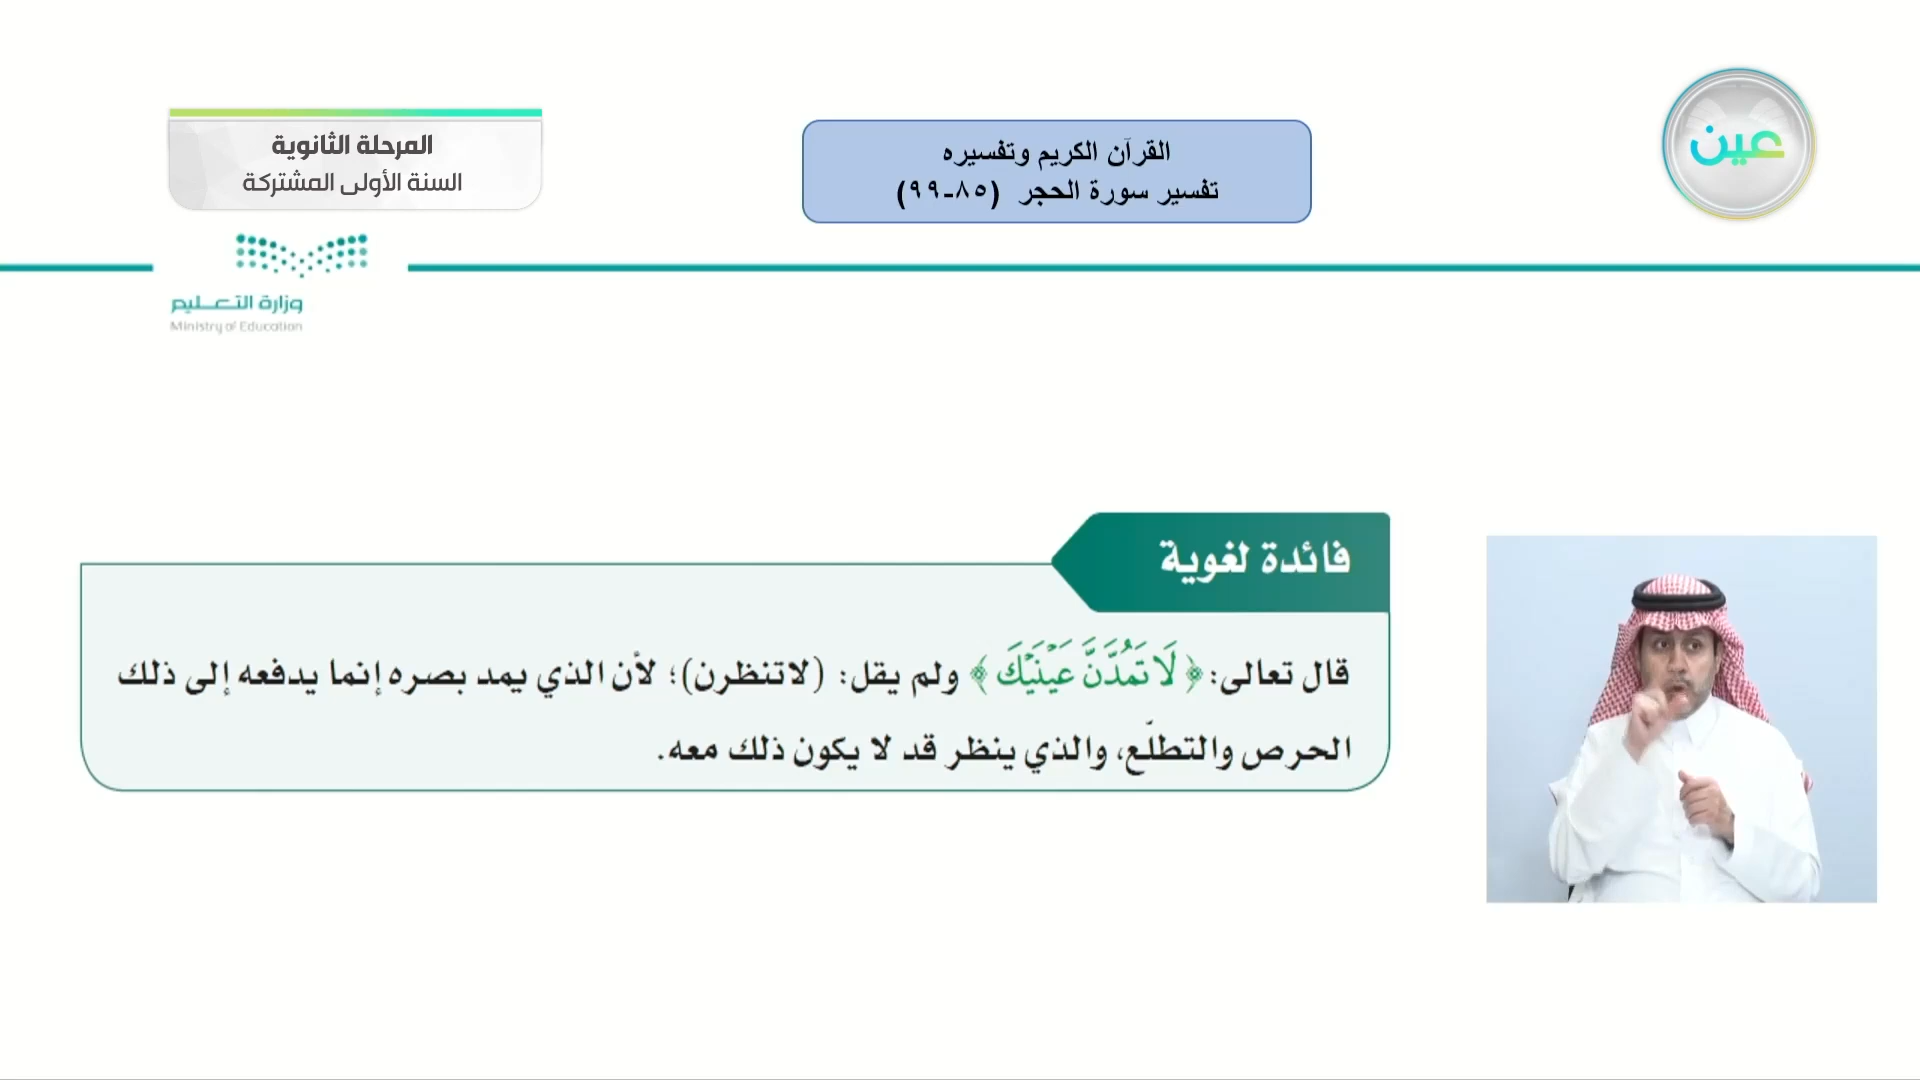 المرحلة الثانوية
السنة الأولى المشتركة
القرآن الكريم وتفسيره
تفسير سورة الحجر (٨٥-٩٩)
عين
وزارة التعـــليم
Ministry of Education
فائدة لغوية
قال تعالى: ﴿لَا تَمُدَّنَّ عَيْنَيْكَ﴾ ولم يقل: (لاتنظرن)؛ لأن الذي يمد بصره إنما يدفعه إلى ذلك
الحرص والتطلّع، والذي ينظر قد لا يكون ذلك معه.